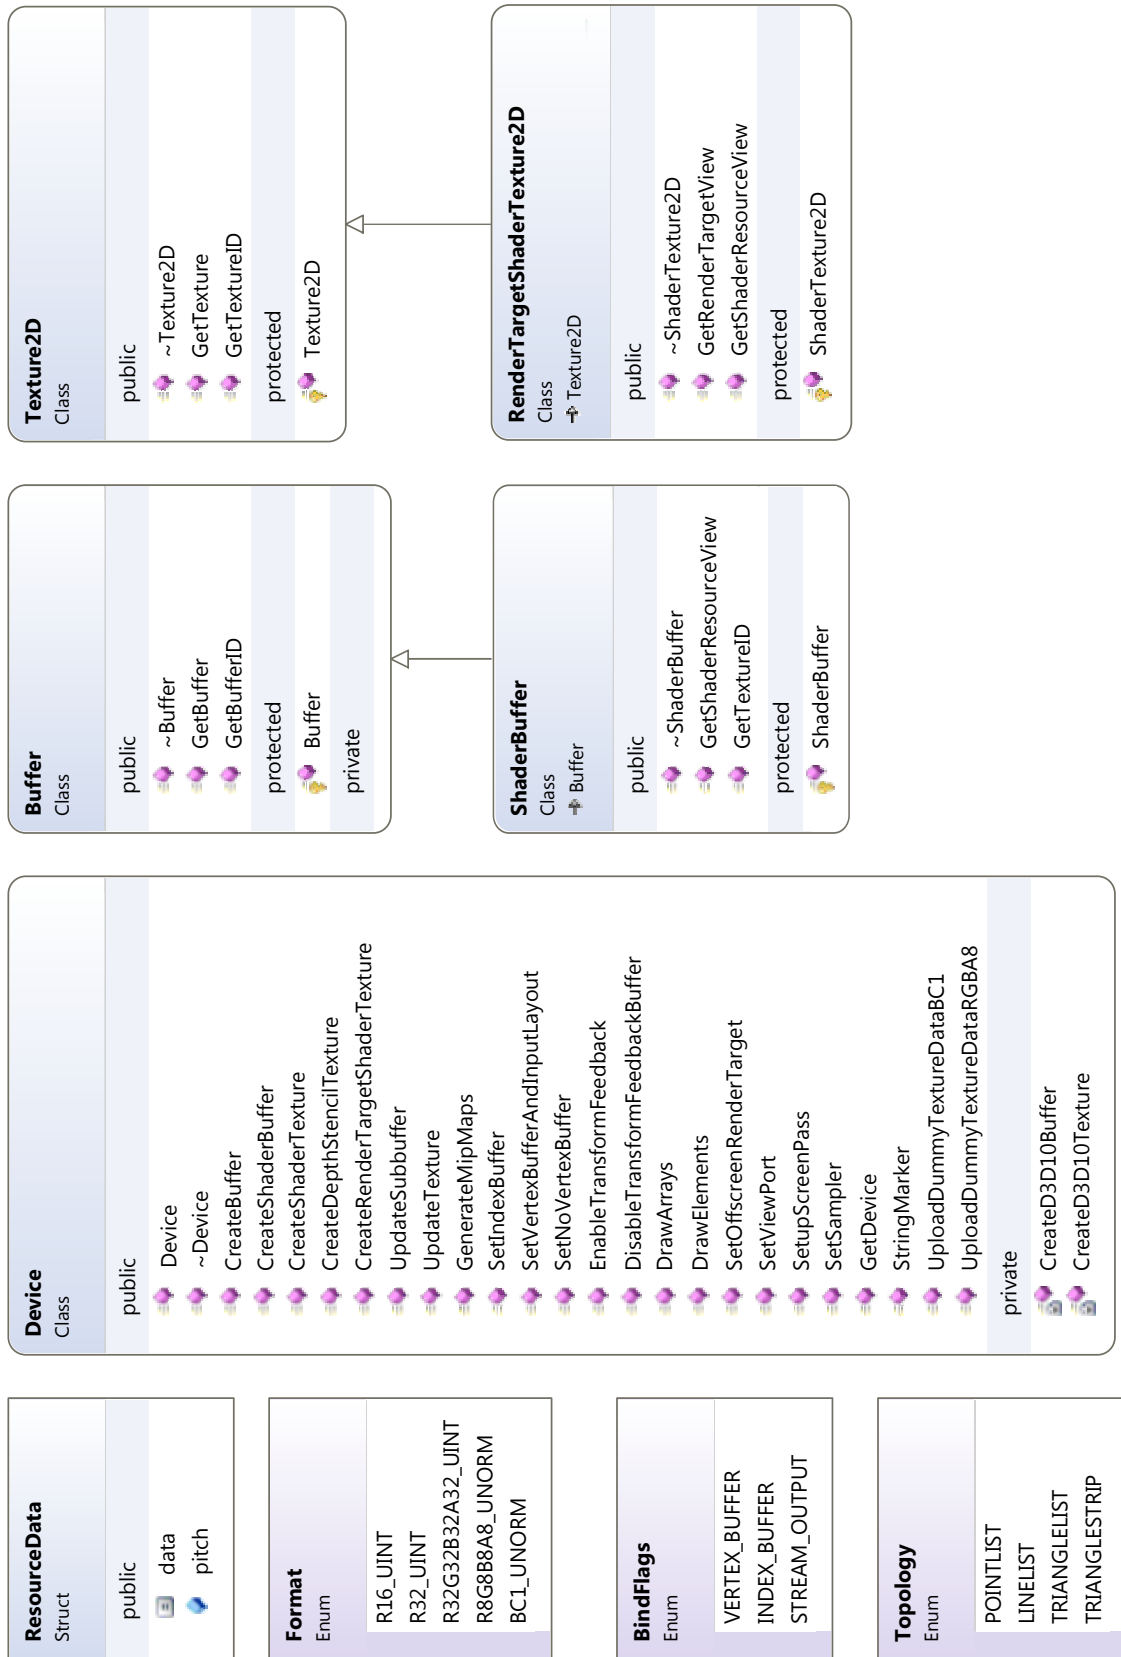 ResourceData
Struct
public
data
pitch
Format
Enum
R16_UINT
R32_UINT
R32G32B32A32_UINT
R8G8B8A8_UNORM
BC1_UNORM
BindFlags
Enum
VERTEX_BUFFER
INDEX_BUFFER
STREAM_OUTPUT
Topology
Enum
POINTLIST
LINELIST
TRIANGLELIST
TRIANGLESTRIP
Device
Class
public
Device
~Device
CreateBuffer
CreateShaderBuffer
CreateShaderTexture
CreateDepthStencilTexture
CreateRenderTargetShaderTexture
UpdateSubbuffer
UpdateTexture
GenerateMipMaps
SetIndexBuffer
SetVertexBufferAndInputLayout
SetNoVertexBuffer
EnableTransformFeedback
DisableTransformFeedbackBuffer
DrawArrays
DrawElements
SetOffscreenRenderTarget
SetViewPort
SetupScreenPass
SetSampler
GetDevice
StringMarker
UploadDummyTextureDataBC1
UploadDummyTextureDataRGBA8
private
CreateD3D10Buffer
CreateD3D10Texture
Buffer
Class
public
~Buffer
GetBuffer
GetBufferID
protected
Buffer
private
ShaderBuffer
Class
Buffer
public
~ShaderBuffer
GetShaderResourceView
GetTextureID
protected
ShaderBuffer
Texture2D
Class
public
~Texture2D
GetTexture
GetTextureID
protected
Texture2D
RenderTargetShaderTexture2D
Class
Texture2D
public
~ShaderTexture2D
GetRenderTargetView
GetShaderResourceView
protected
ShaderTexture2D